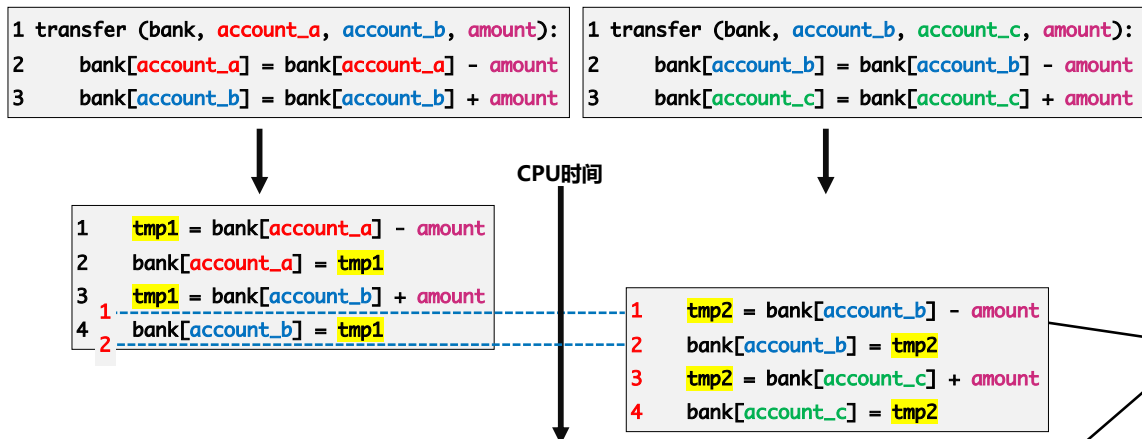 1 transfer (bank, account_a, account_b, amount):
2 bank[account_a] = bank[account_a] - amount
3 bank[account_b] = bank[account_b] + amount
1 transfer (bank, account_b, account_c, amount):
2 bank[account_b] = bank[account_b] - amount
3 bank[account_c] = bank[account_c] + amount
CPU时间
1 tmp1 = bank[account_a] - amount
2 bank[account_a] = tmp1
3 tmp1 = bank[account_b] + amount
1
4 bank[account_b] = tmp1
2
1 tmp2 = bank[account_b] - amount
2 bank[account_b] = tmp2
3 tmp2 = bank[account_c] + amount
4 bank[account_c] = tmp2